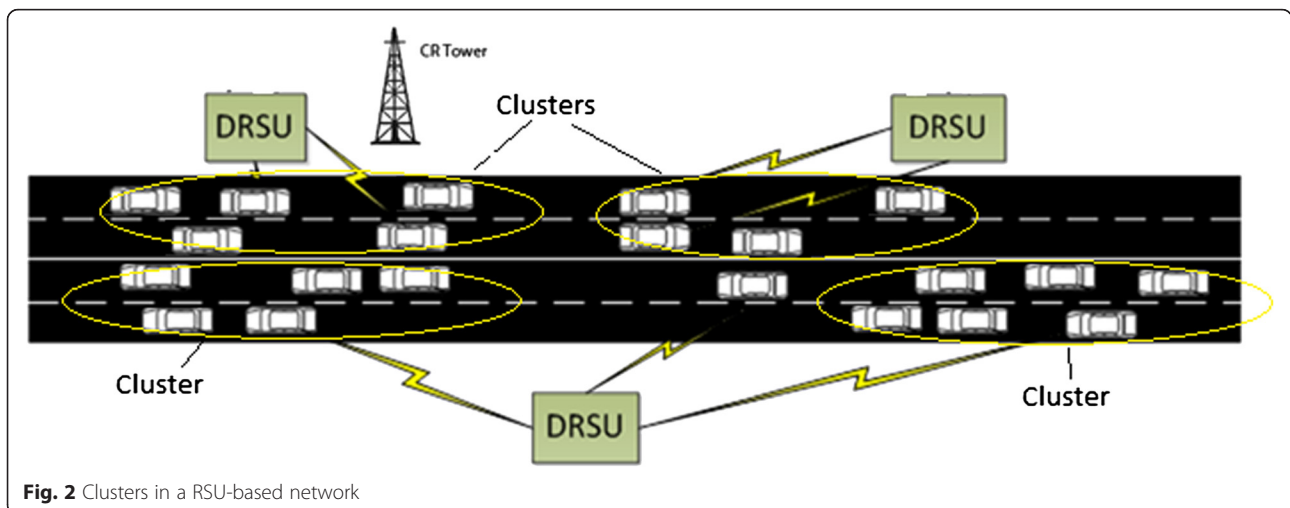 CR Tower
Clusters
DRSU
DRSU
Cluster
Cluster
DRSU
Fig. 2 Clusters in a RSU-based network